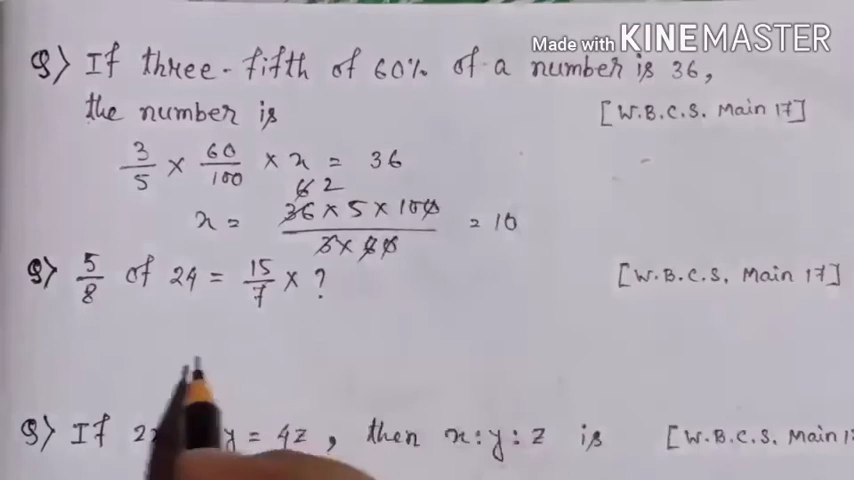 Made with KINEMASTER
Q> If three-fifth of 60% of a number is 36,
the number is [W.B.C.S. Main 17]
3/5 × 60/100 × x = 36
6 2
x = 36 × 5 × 100 / 3 × 60 = 10
Q> 5/8 of 24 = 15/7 × ? [W.B.C.S. Main 17]
Q> If y = 4z, then x:y:z is [W.B.C.S. Main